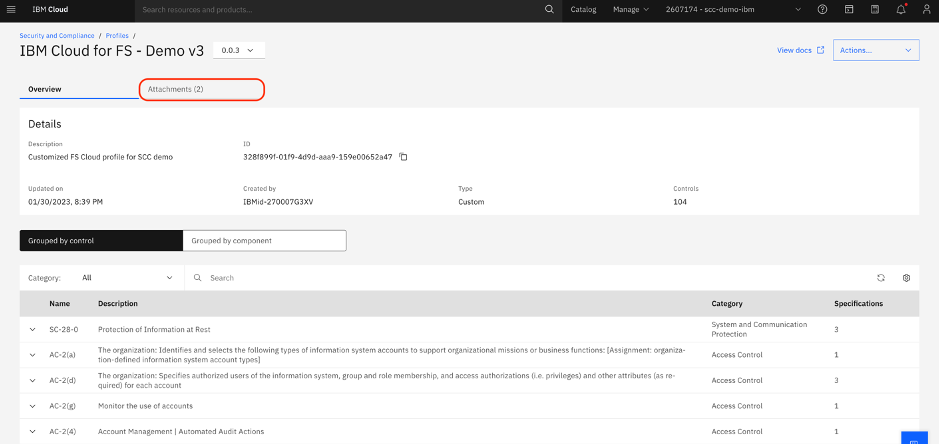 IBM Cloud
Search resources and products...
Catalog
Manage
2607174 - scc-demo-ibm
Security and Compliance / Profiles /
IBM Cloud for FS - Demo v3
0.0.3
View docs
Actions...
Overview
Attachments (2)
Details
Description
ID
Customized FS Cloud profile for SCC demo
328f899f-01f9-4d9d-aaa9-159e00652a47
Updated on
Created by
Type
Controls
01/30/2023, 8:39 PM
IBMid-270007G3XV
Custom
104
Grouped by control
Grouped by component
Category:
All
Search
Name
Description
Category
Specifications
SC-28-0
Protection of Information at Rest
System and Communication
Protection
3
AC-2(a)
The organization: Identifies and selects the following types of information system accounts to support organizational missions or business functions: [Assignment: organiza-
tion-defined information system account types]
Access Control
1
AC-2(d)
The organization: Specifies authorized users of the information system, group and role membership, and access authorizations (i.e. privileges) and other attributes (as re-
quired) for each account
Access Control
3
AC-2(g)
Monitor the use of accounts
Access Control
1
AC-2(4)
Account Management | Automated Audit Actions
Access Control
1